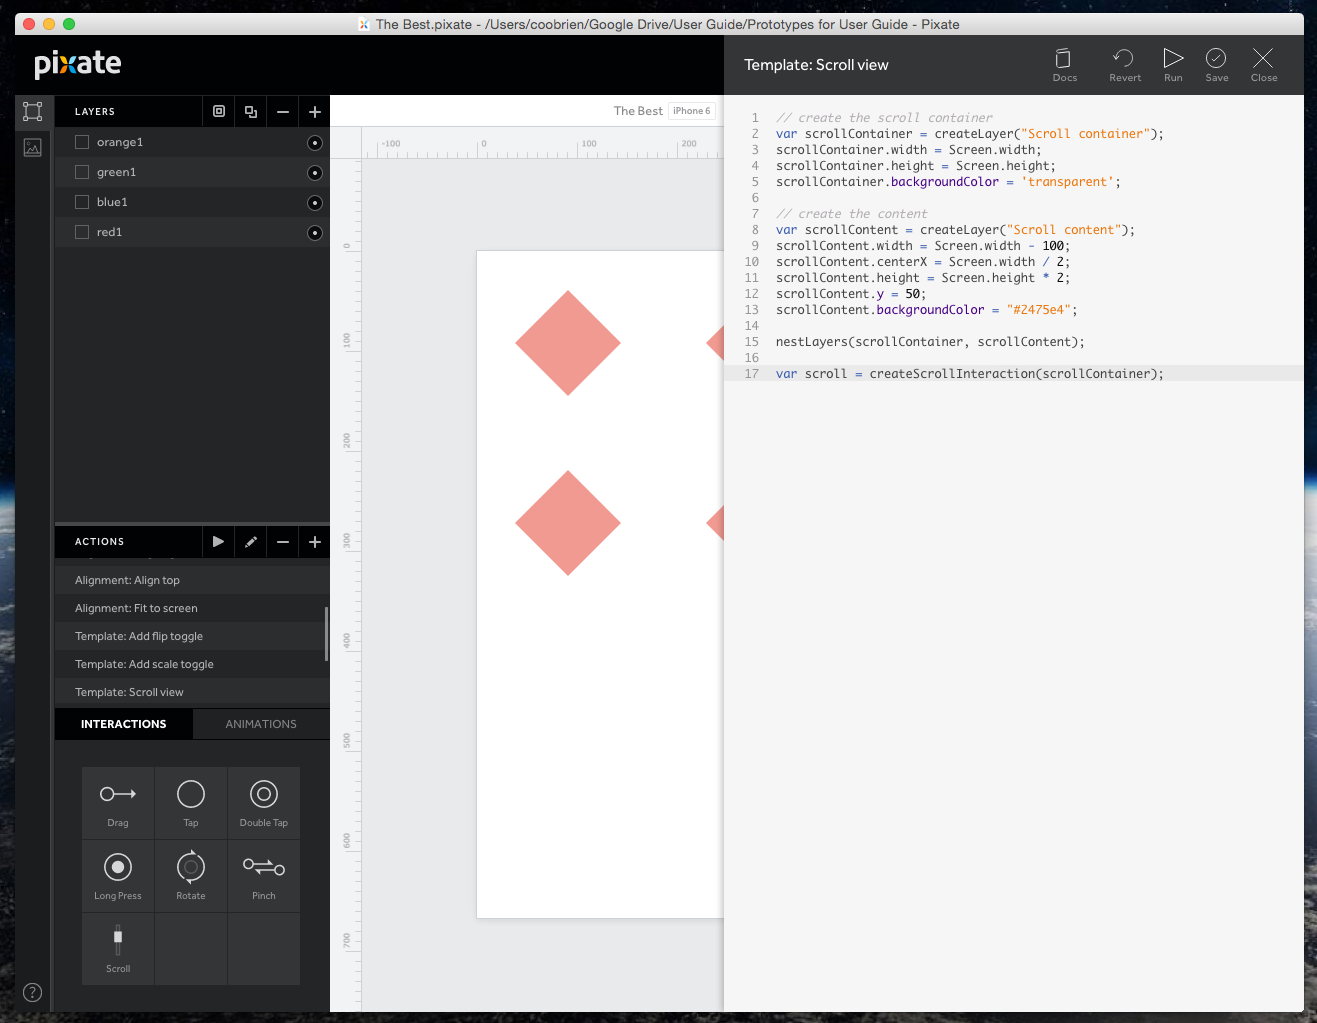 The Best.pixate - /Users/coobrien/Google Drive/User Guide/Prototypes for User Guide - Pixate
pixate
Template: Scroll view
Docs
Revert
Run
Save
Close
LAYERS
orange1
green1
blue1
red1
The Best
iPhone 6
-100
0
100
200
0
100
200
300
400
500
600
700
ACTIONS
Alignment: Align top
Alignment: Fit to screen
Template: Add flip toggle
Template: Add scale toggle
Template: Scroll view
INTERACTIONS
ANIMATIONS
Drag
Tap
Double Tap
Long Press
Rotate
Pinch
Scroll
?
1 // create the scroll container
2 var scrollContainer = createLayer("Scroll container");
3 scrollContainer.width = Screen.width;
4 scrollContainer.height = Screen.height;
5 scrollContainer.backgroundColor = 'transparent';
6
7 // create the content
8 var scrollContent = createLayer("Scroll content");
9 scrollContent.width = Screen.width - 100;
10 scrollContent.centerX = Screen.width / 2;
11 scrollContent.height = Screen.height * 2;
12 scrollContent.y = 50;
13 scrollContent.backgroundColor = "#2475e4";
14
15 nestLayers(scrollContainer, scrollContent);
16
17 var scroll = createScrollInteraction(scrollContainer);